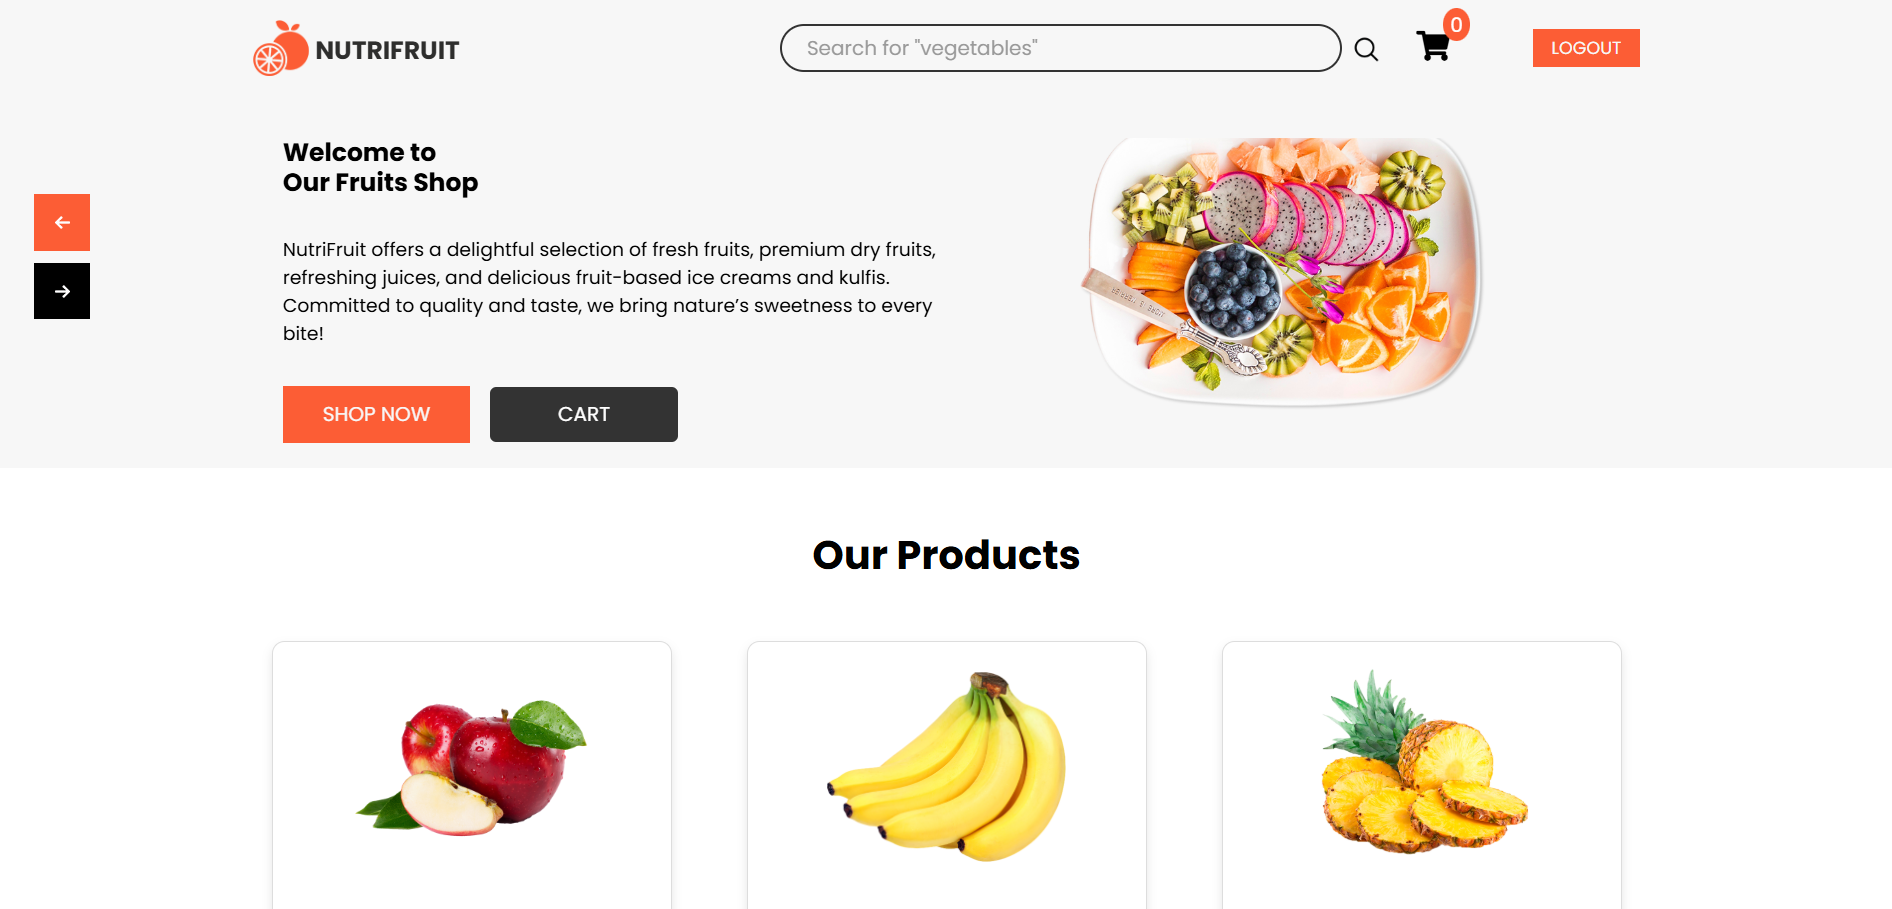 NUTRIFRUIT
Search for "vegetables"
0
LOGOUT
Welcome to
Our Fruits Shop
NutriFruit offers a delightful selection of fresh fruits, premium dry fruits,
refreshing juices, and delicious fruit-based ice creams and kulfis.
Committed to quality and taste, we bring nature’s sweetness to every
bite!
SHOP NOW
CART
Our Products